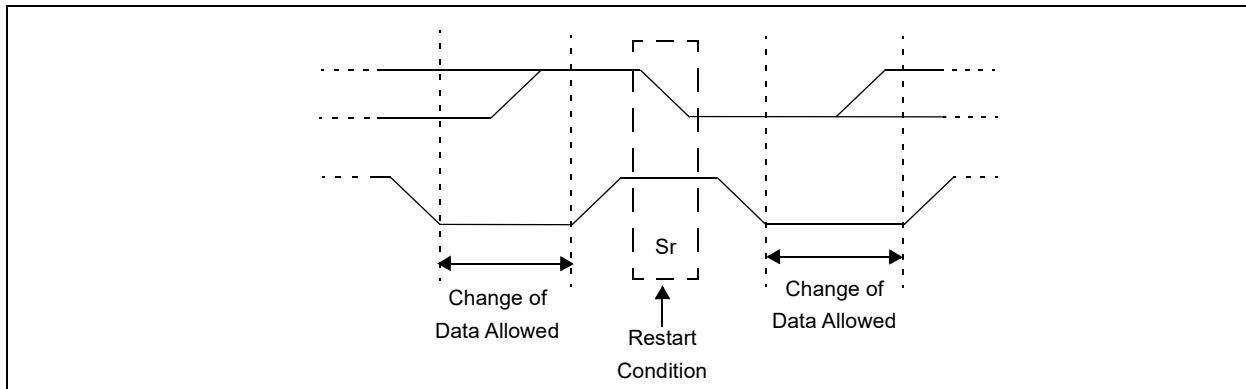 Sr
Change of
Data Allowed
Restart
Condition
Change of
Data Allowed